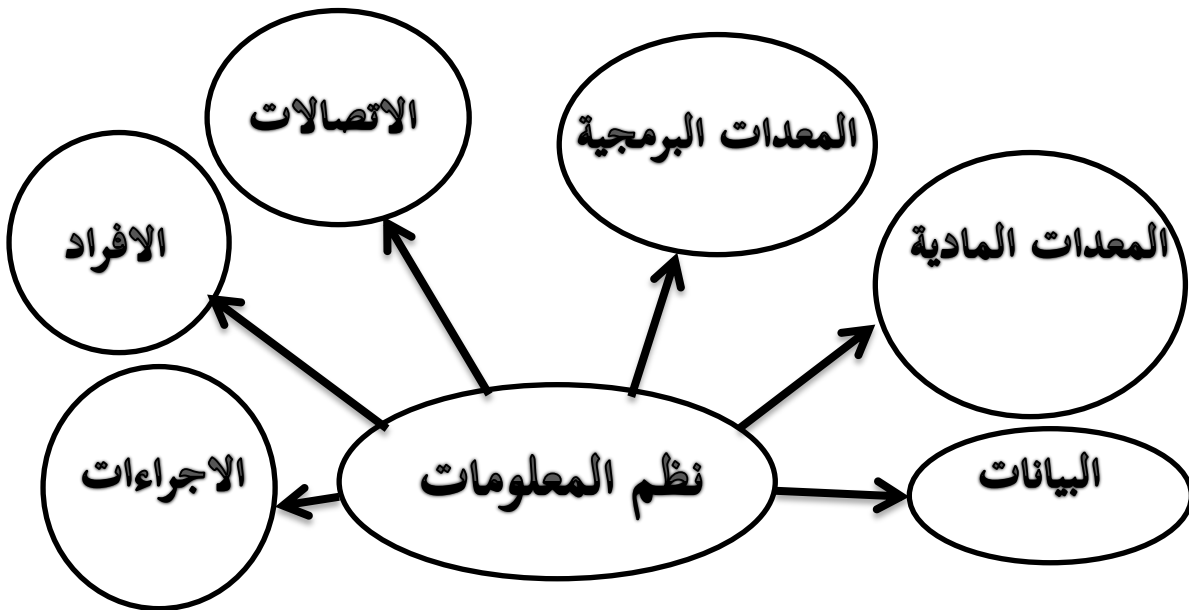 الاتصالات
المعدات البرمجية
المعدات المادية
الافراد
البيانات
الاجراءات
نظم المعلومات